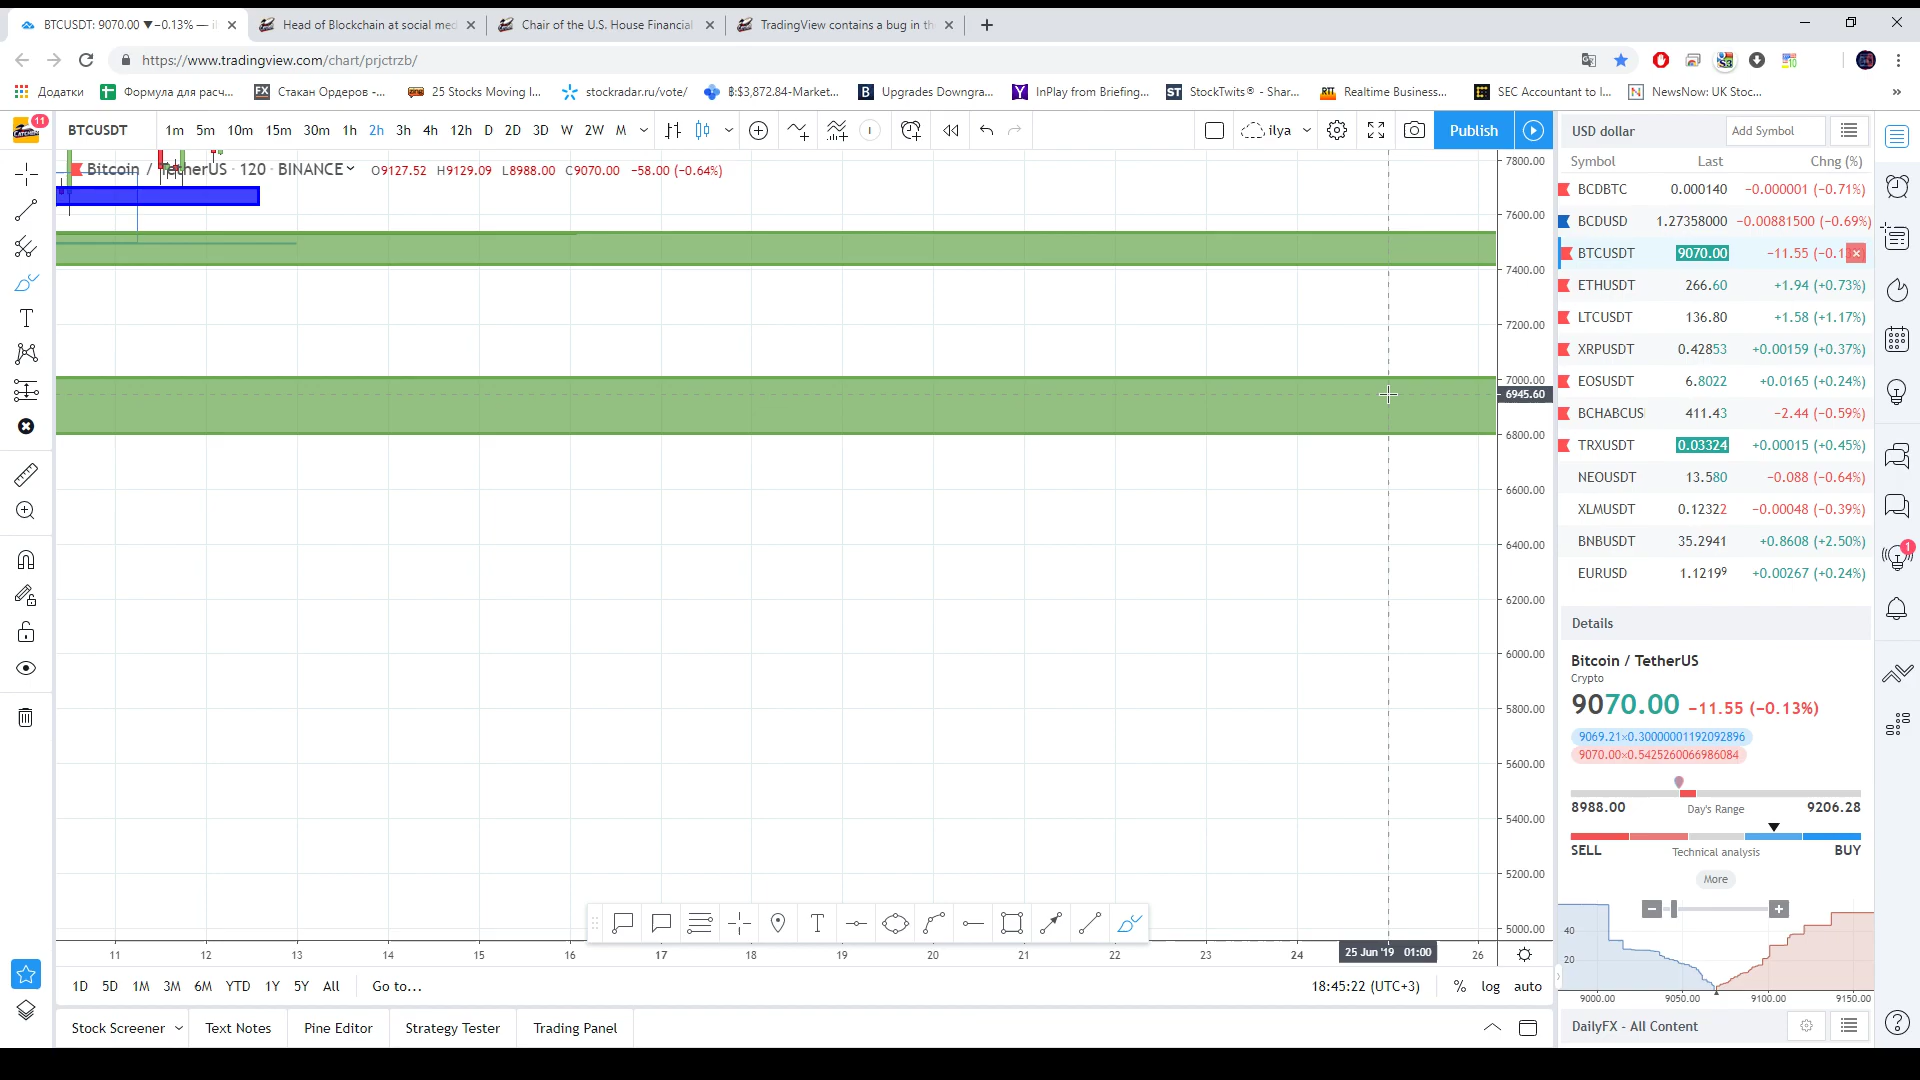 BTCUSDT: 9070.00 ▼−0.13% —
Head of Blockchain at social med
Chair of the U.S. House Financial
TradingView contains a bug in th
https://www.tradingview.com/chart/prjctrzb/
Додатки
Формула для расч...
FX Стакан Ордеров -...
25 Stocks Moving I...
stockradar.ru/vote/
฿:$3,872.84-Market...
B Upgrades Downgra...
Y InPlay from Briefing...
ST StockTwits® - Shar...
RTT Realtime Business...
SEC Accountant to I...
N NewsNow: UK Stoc...
»
11
BTCUSDT 1m 5m 10m 15m 30m 1h 2h 3h 4h 12h D 2D 3D W 2W M
ilya
Publish
Bitcoin / TetherUS · 120 · BINANCE O9127.52 H9129.09 L8988.00 C9070.00 −58.00 (−0.64%)
7800.00
7600.00
7400.00
7200.00
7000.00
6945.60
6800.00
6600.00
6400.00
6200.00
6000.00
5800.00
5600.00
5400.00
5200.00
5000.00
11 12 13 14 15 16 17 18 19 20 21 22 23 24 25 Jun '19 01:00 26
1D 5D 1M 3M 6M YTD 1Y 5Y All Go to...
18:45:22 (UTC+3) % log auto
Stock Screener Text Notes Pine Editor Strategy Tester Trading Panel
USD dollar Add Symbol
Symbol Last Chng (%)
BCDBTC 0.000140 −0.000001 (−0.71%)
BCDUSD 1.27358000 −0.00881500 (−0.69%)
BTCUSDT 9070.00 −11.55 (−0.1
ETHUSDT 266.60 +1.94 (+0.73%)
LTCUSDT 136.80 +1.58 (+1.17%)
XRPUSDT 0.42853 +0.00159 (+0.37%)
EOSUSDT 6.8022 +0.0165 (+0.24%)
BCHABCUS 411.43 −2.44 (−0.59%)
TRXUSDT 0.03324 +0.00015 (+0.45%)
NEOUSDT 13.580 −0.088 (−0.64%)
XLMUSDT 0.12322 −0.00048 (−0.39%)
BNBUSDT 35.2941 +0.8608 (+2.50%)
EURUSD 1.12199 +0.00267 (+0.24%)
Details
Bitcoin / TetherUS
Crypto
9070.00 −11.55 (−0.13%)
9069.21×0.30000001192092896
9070.00×0.5425260066986084
8988.00 Day's Range 9206.28
SELL Technical analysis BUY
More
40
20
9000.00 9050.00 9100.00 9150.00
DailyFX - All Content
1